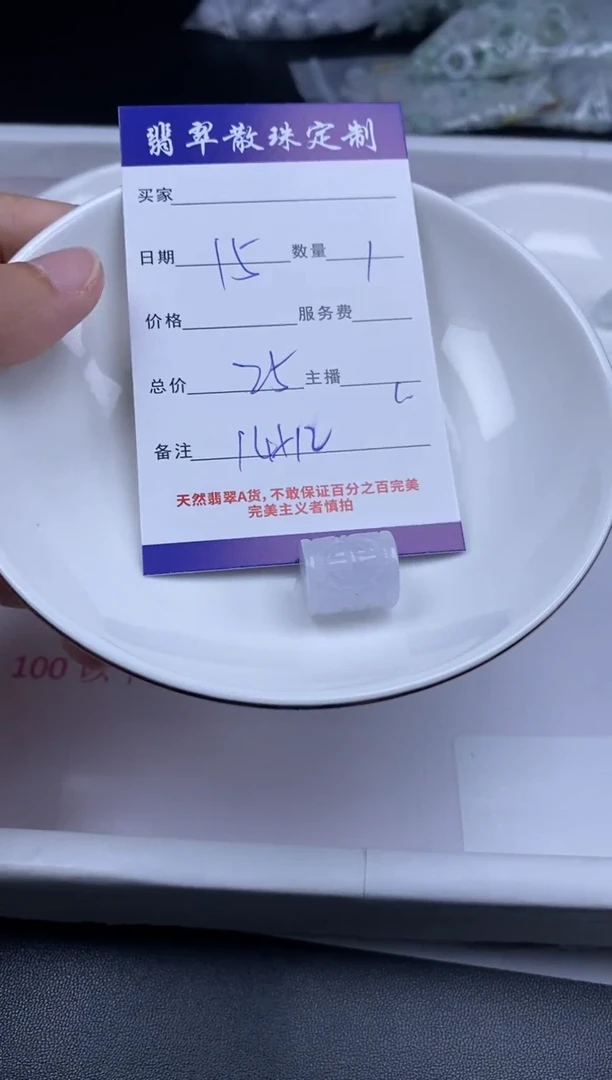 翡翠散珠定制
买家
日期 15 数量 1
价格 服务费
总价 25 主播
备注 14x12
天然翡翠A货,不敢保证百分之百完美
完美主义者慎拍
100